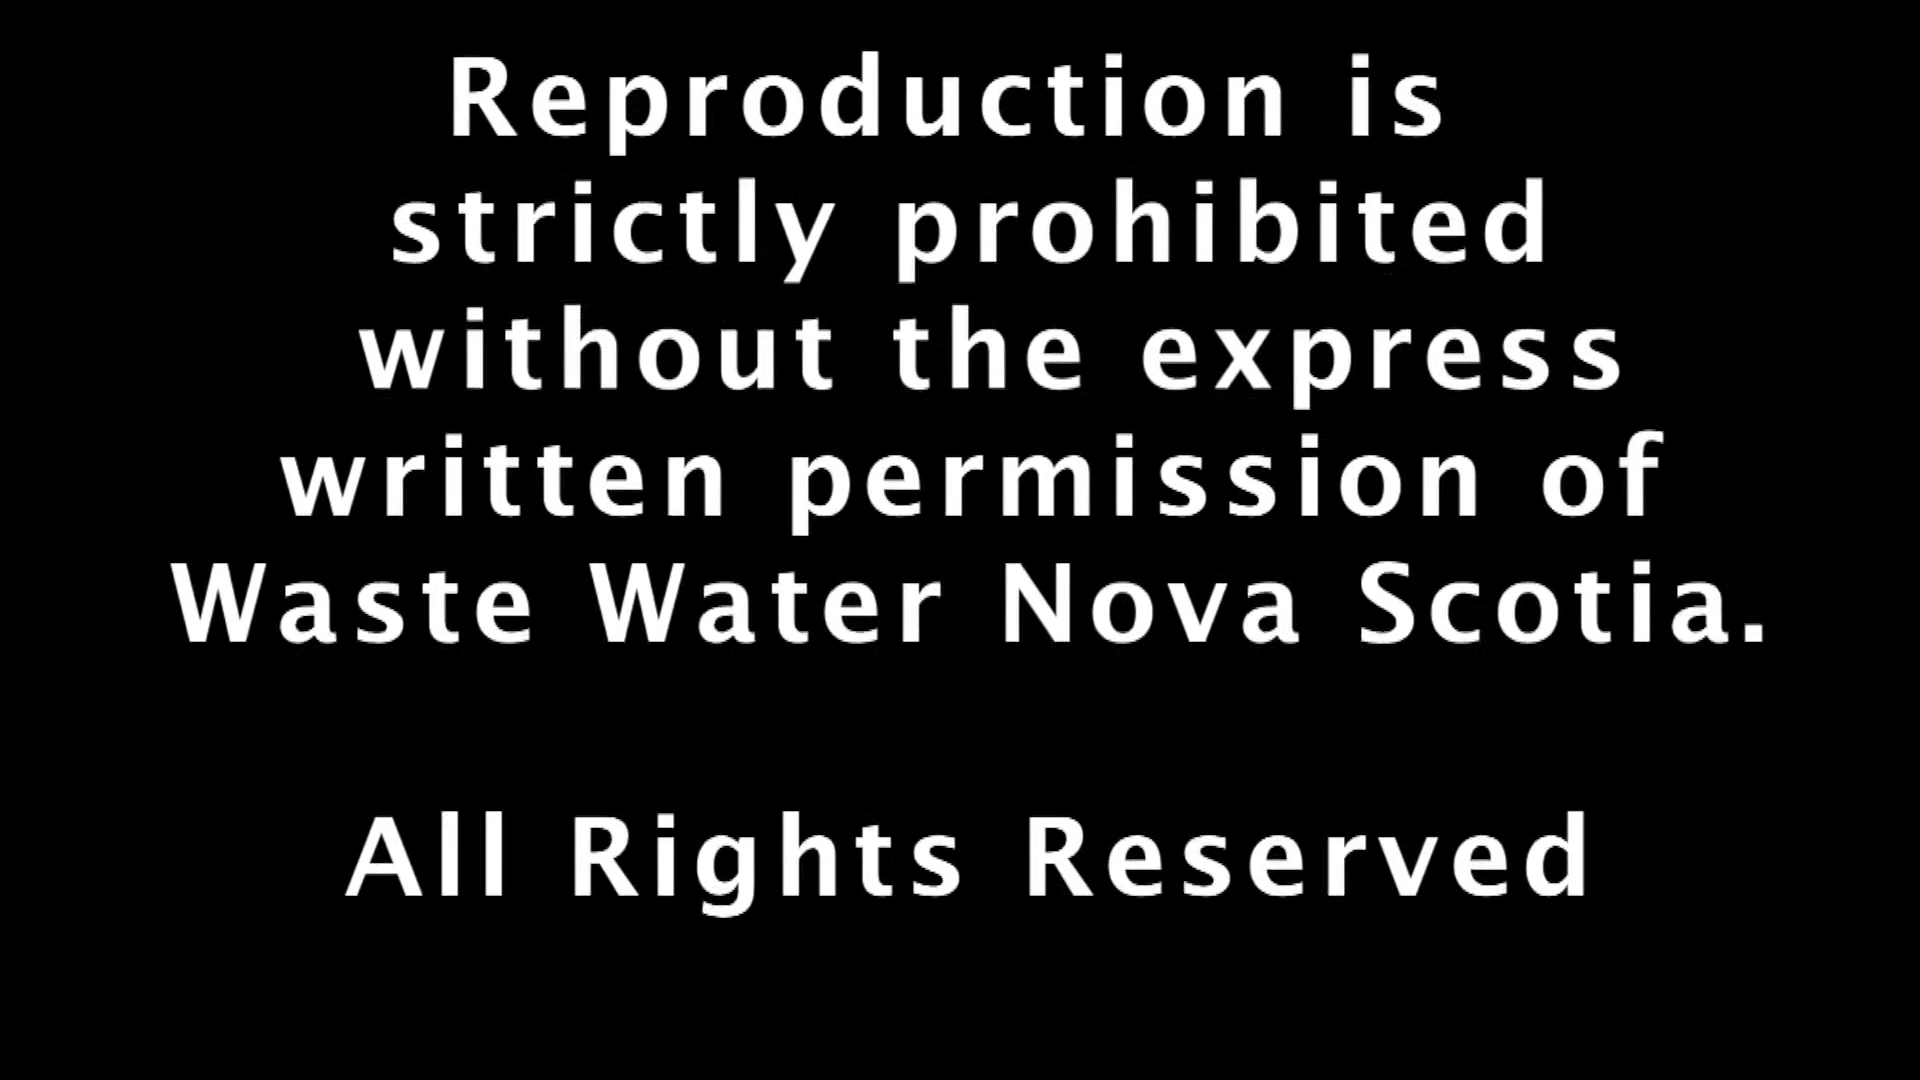 Reproduction is
strictly prohibited
without the express
written permission of
Waste Water Nova Scotia.
All Rights Reserved